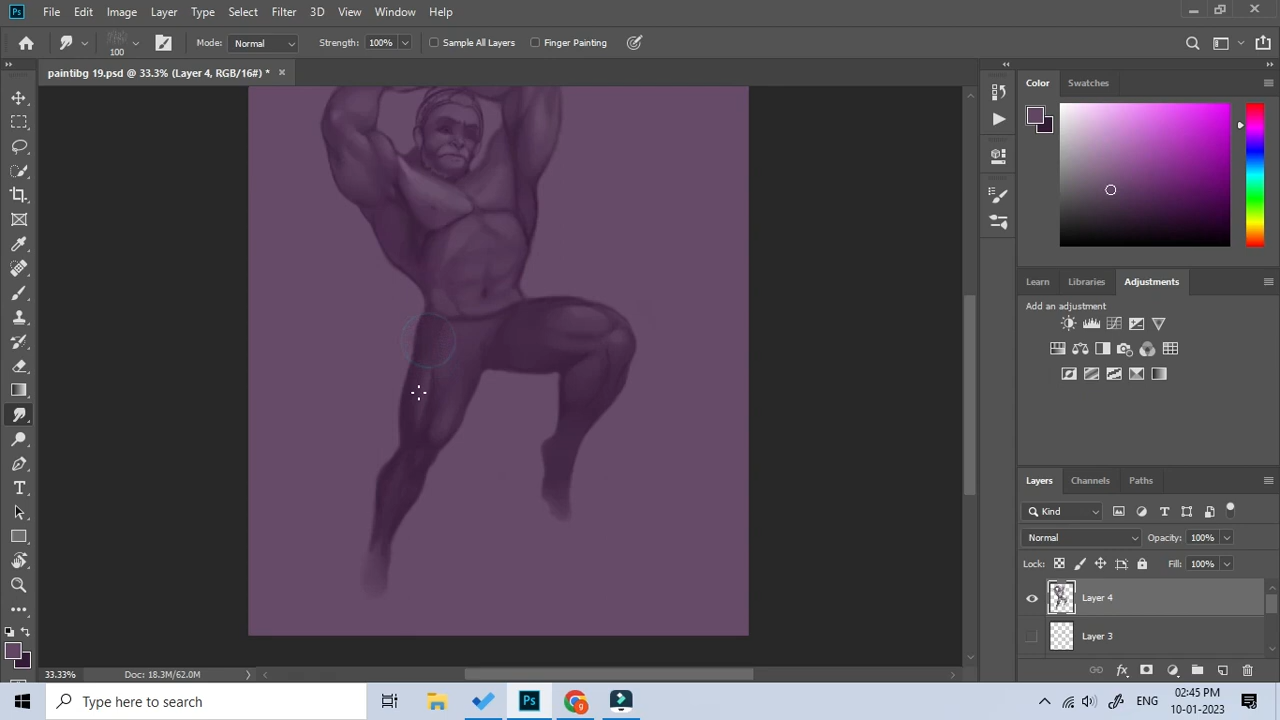 Ps File Edit Image Layer Type Select Filter 3D View Window Help
100 Mode: Normal Strength: 100% Sample All Layers Finger Painting
paintibg 19.psd @ 33.3% (Layer 4, RGB/16#) * ×
Color Swatches
Learn Libraries Adjustments
Add an adjustment
Layers Channels Paths
Kind
Normal Opacity: 100%
Lock: Fill: 100%
Layer 4
Layer 3
33.33% Doc: 18.3M/62.0M
Type here to search Ps ENG 02:45 PM
10-01-2023